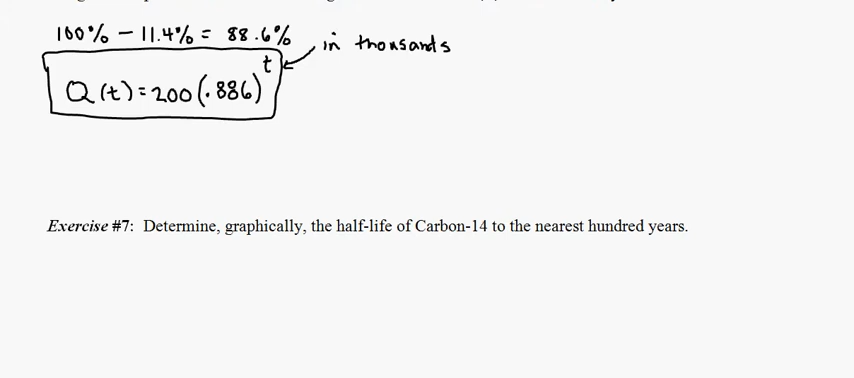 100% − 11.4% = 88.6%
in thousands
Q(t) = 200(.886)^t
Exercise #7: Determine, graphically, the half-life of Carbon-14 to the nearest hundred years.